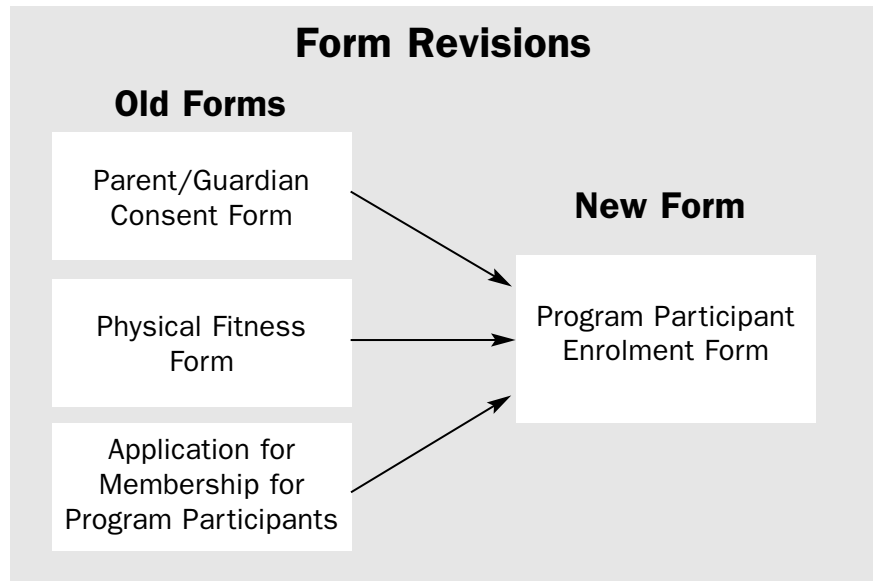 Form Revisions
Old Forms
Parent/Guardian
Consent Form
Physical Fitness
Form
Application for
Membership for
Program Participants
New Form
Program Participant
Enrolment Form